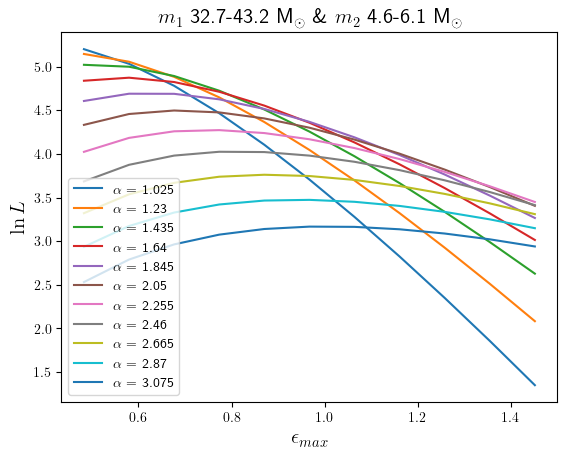 m₁ 32.7-43.2 M⊙ & m₂ 4.6-6.1 M⊙
ln L
5.0
4.5
4.0
3.5
3.0
2.5
2.0
1.5
α = 1.025
α = 1.23
α = 1.435
α = 1.64
α = 1.845
α = 2.05
α = 2.255
α = 2.46
α = 2.665
α = 2.87
α = 3.075
0.6 0.8 1.0 1.2 1.4
ϵmax